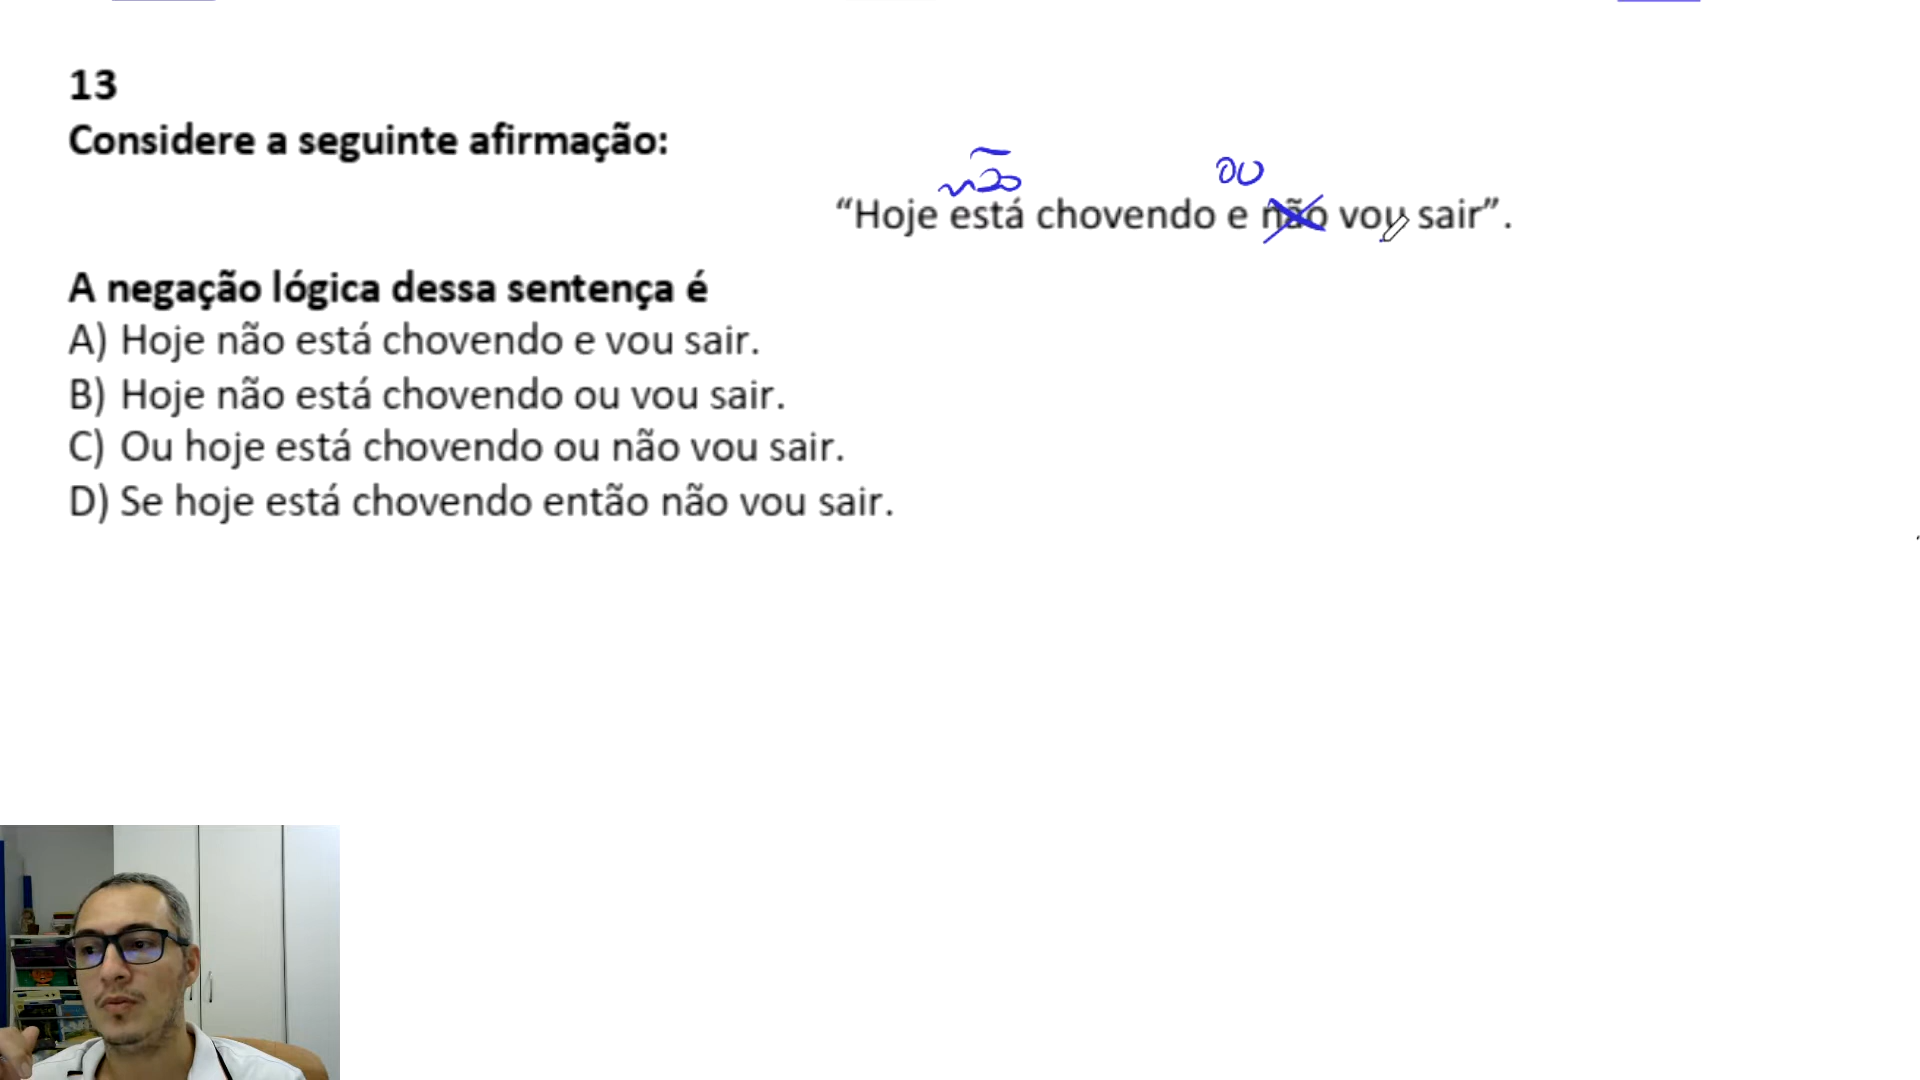 13
Considere a seguinte afirmação:
não ou
“Hoje está chovendo e não vou sair”.
A negação lógica dessa sentença é
A) Hoje não está chovendo e vou sair.
B) Hoje não está chovendo ou vou sair.
C) Ou hoje está chovendo ou não vou sair.
D) Se hoje está chovendo então não vou sair.